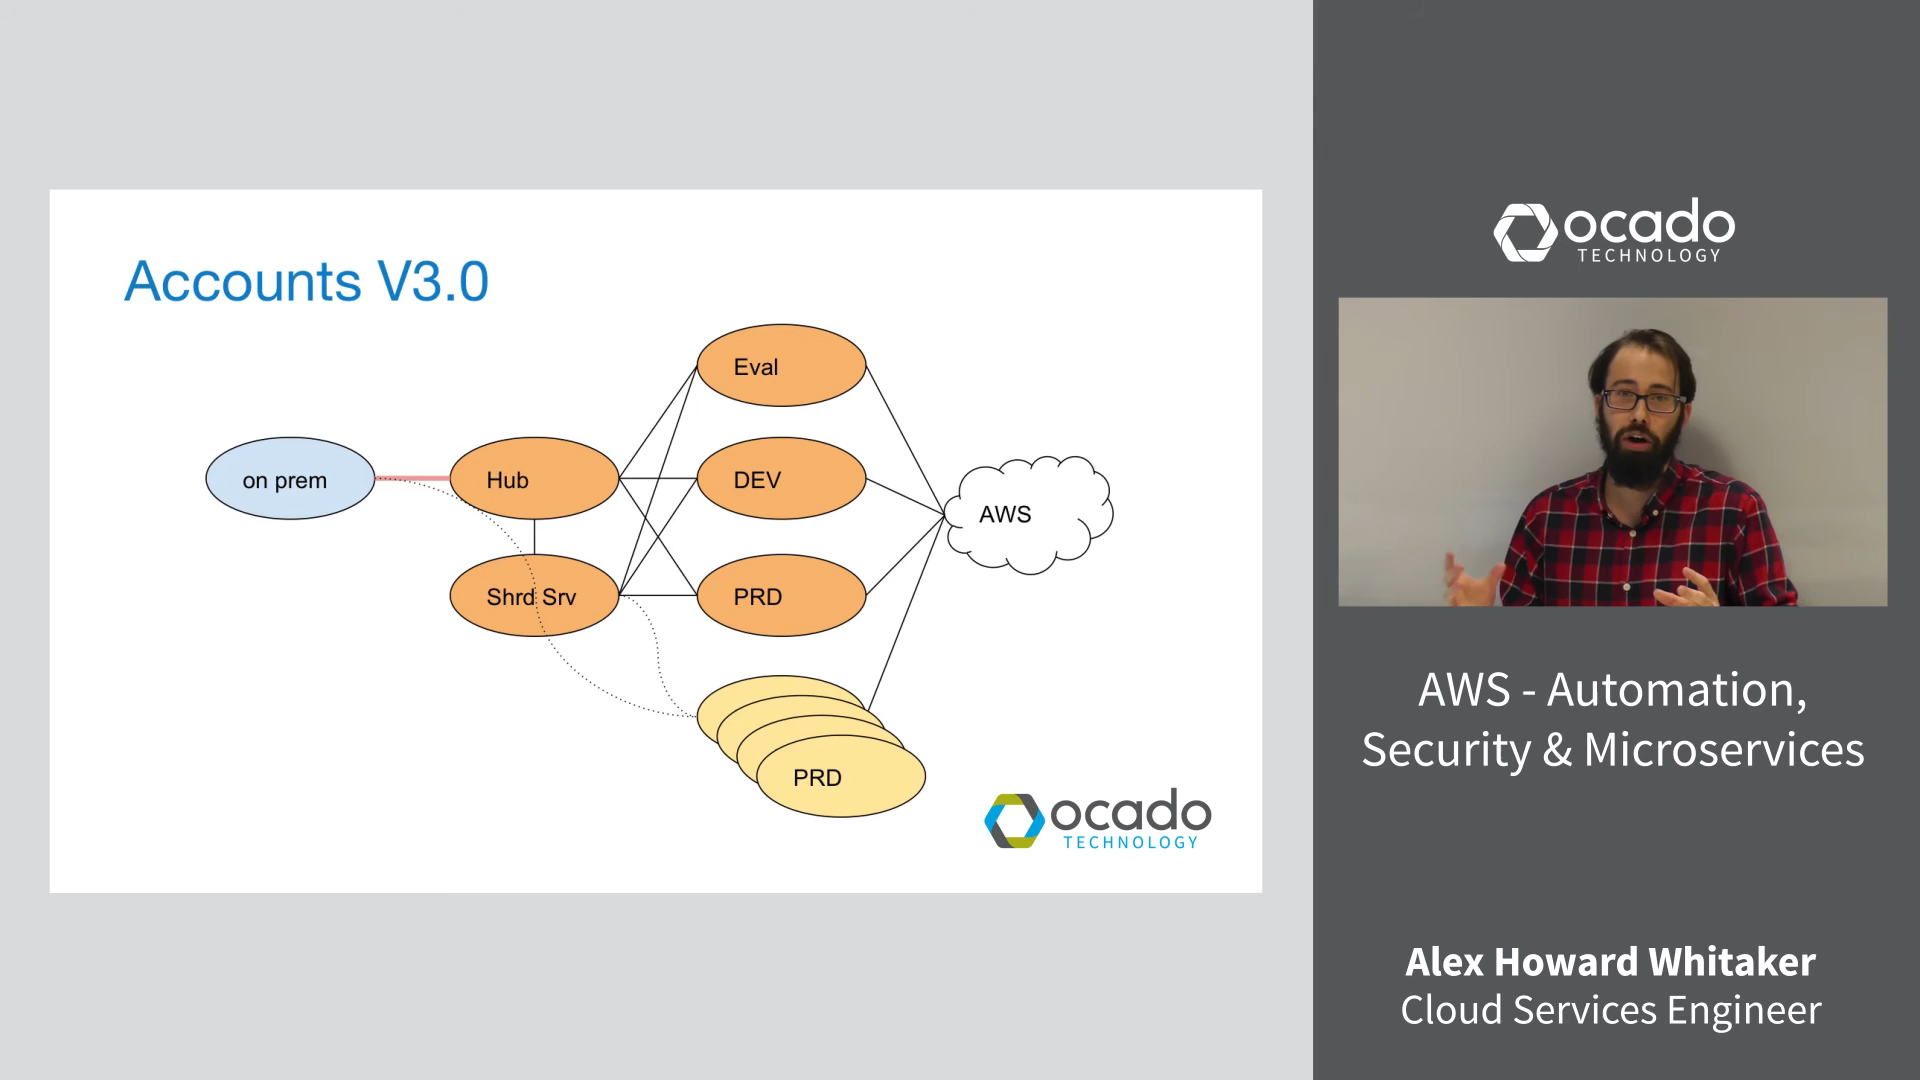 Accounts V3.0
Eval
on prem
Hub
DEV
AWS
Shrd Srv
PRD
PRD
ocado
TECHNOLOGY
ocado
TECHNOLOGY
AWS - Automation,
Security & Microservices
Alex Howard Whitaker
Cloud Services Engineer